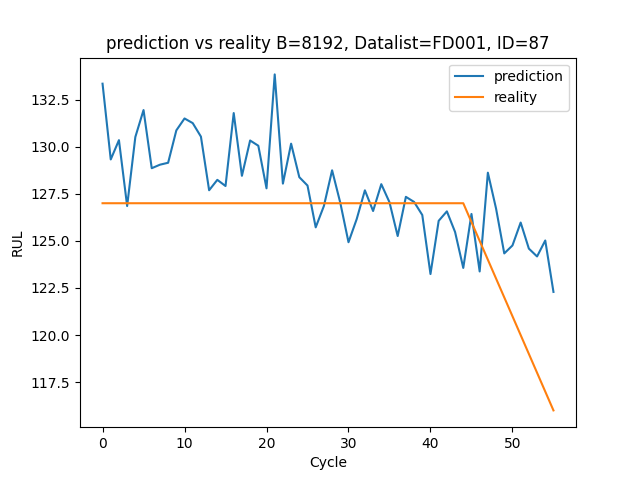 prediction vs reality B=8192, Datalist=FD001, ID=87
prediction
reality
RUL
132.5
130.0
127.5
125.0
122.5
120.0
117.5
0 10 20 30 40 50
Cycle